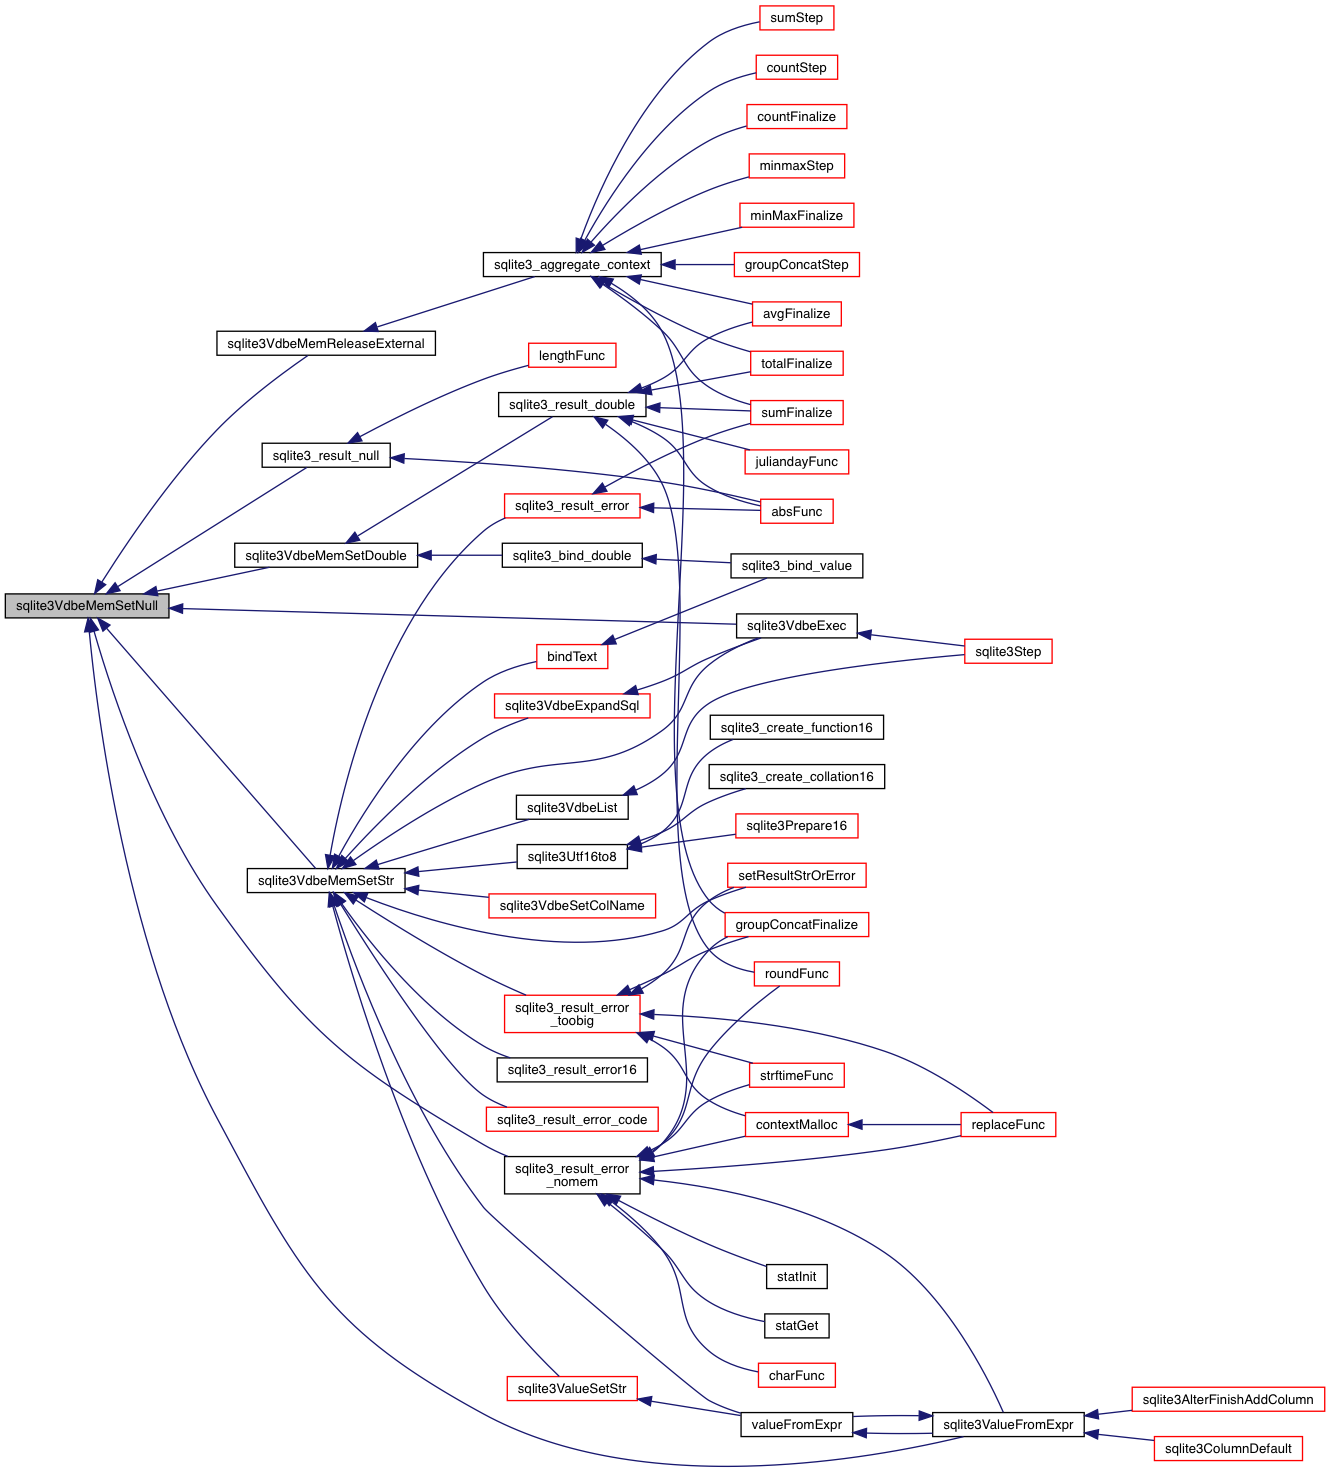 sumStep
countStep
countFinalize
minmaxStep
minMaxFinalize
sqlite3_aggregate_context
groupConcatStep
avgFinalize
sqlite3VdbeMemReleaseExternal
lengthFunc
totalFinalize
sqlite3_result_double
sumFinalize
sqlite3_result_null
juliandayFunc
sqlite3_result_error
absFunc
sqlite3VdbeMemSetDouble
sqlite3_bind_double
sqlite3_bind_value
sqlite3VdbeMemSetNull
sqlite3VdbeExec
bindText
sqlite3Step
sqlite3VdbeExpandSql
sqlite3_create_function16
sqlite3_create_collation16
sqlite3VdbeList
sqlite3Prepare16
sqlite3Utf16to8
sqlite3VdbeMemSetStr
setResultStrOrError
sqlite3VdbeSetColName
groupConcatFinalize
roundFunc
sqlite3_result_error
_toobig
sqlite3_result_error16
strftimeFunc
sqlite3_result_error_code
contextMalloc
replaceFunc
sqlite3_result_error
_nomem
statInit
statGet
charFunc
sqlite3ValueSetStr
sqlite3AlterFinishAddColumn
valueFromExpr
sqlite3ValueFromExpr
sqlite3ColumnDefault